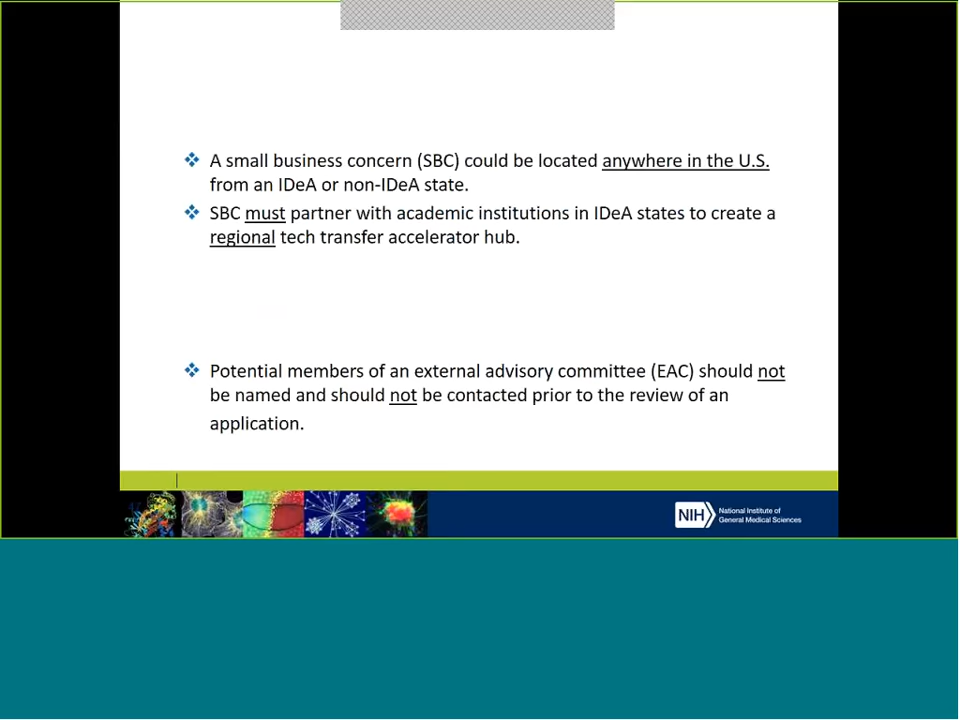 ❖ A small business concern (SBC) could be located anywhere in the U.S.
from an IDeA or non-IDeA state.
❖ SBC must partner with academic institutions in IDeA states to create a
regional tech transfer accelerator hub.
❖ Potential members of an external advisory committee (EAC) should not
be named and should not be contacted prior to the review of an
application.
NIH National Institute of
General Medical Sciences